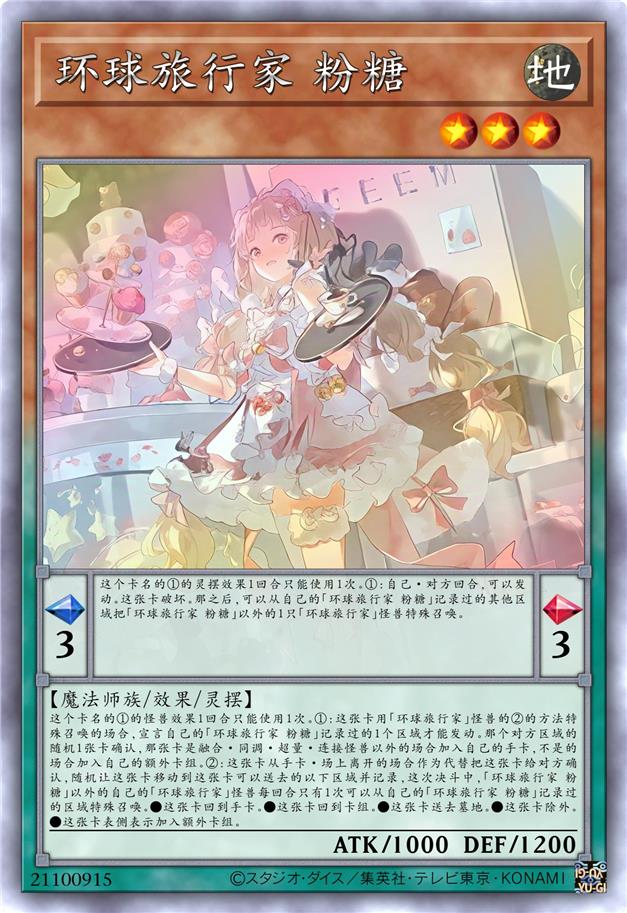 环球旅行家 粉糖
地
GEEM
这个卡名的①的灵摆效果1回合只能使用1次。①:自己・对方回合,可以发
动。这张卡破坏。那之后,可以从自己的「环球旅行家 粉糖」记录过的其他区
域把「环球旅行家 粉糖」以外的1只「环球旅行家」怪兽特殊召唤。
3
3
【魔法师族/效果/灵摆】
这个卡名的①的怪兽效果1回合只能使用1次。①:这张卡用「环球旅行家」怪兽的②的方法特
殊召唤的场合,宣言自己的「环球旅行家 粉糖」记录过的1个区域才能发动。那个对方区域的
随机1张卡确认,那张卡是融合・同调・超量・连接怪兽以外的场合加入自己的手卡,不是的
场合加入自己的额外卡组。②:这张卡从手卡・场上离开的场合作为代替把这张卡给对方确
认,随机让这张卡移动到这张卡可以送去的以下区域并记录,这次决斗中,「环球旅行家 粉
糖」以外的自己的「环球旅行家」怪兽每回合只有1次可以从自己的「环球旅行家 粉糖」记录过
的区域特殊召唤。●这张卡回到手卡。●这张卡回到卡组。●这张卡送去墓地。●这张卡除外。
●这张卡表侧表示加入额外卡组。
ATK/1000 DEF/1200
21100915
©スタジオ・ダイス/集英社・テレビ東京・KONAMI
YU-GI